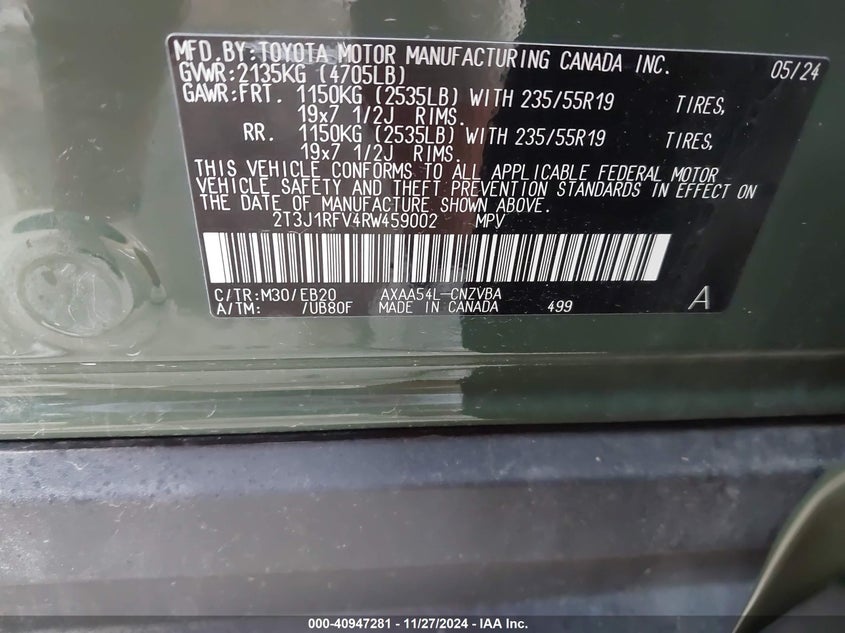 MFD.BY:TOYOTA MOTOR MANUFACTURING CANADA INC. 05/24
GVWR:2135KG (4705LB)
GAWR:FRT. 1150KG (2535LB) WITH 235/55R19 TIRES,
19x7 1/2J RIMS.
RR. 1150KG (2535LB) WITH 235/55R19 TIRES,
19x7 1/2J RIMS.
THIS VEHICLE CONFORMS TO ALL APPLICABLE FEDERAL MOTOR
VEHICLE SAFETY AND THEFT PREVENTION STANDARDS IN EFFECT ON
THE DATE OF MANUFACTURE SHOWN ABOVE.
2T3J1RFV4RW459002 MPV
C/TR:M30/EB20 AXAA54L-CNZVBA
A/TM: /UB80F MADE IN CANADA 499 A
000-40947281 - 11/27/2024 - IAA Inc.